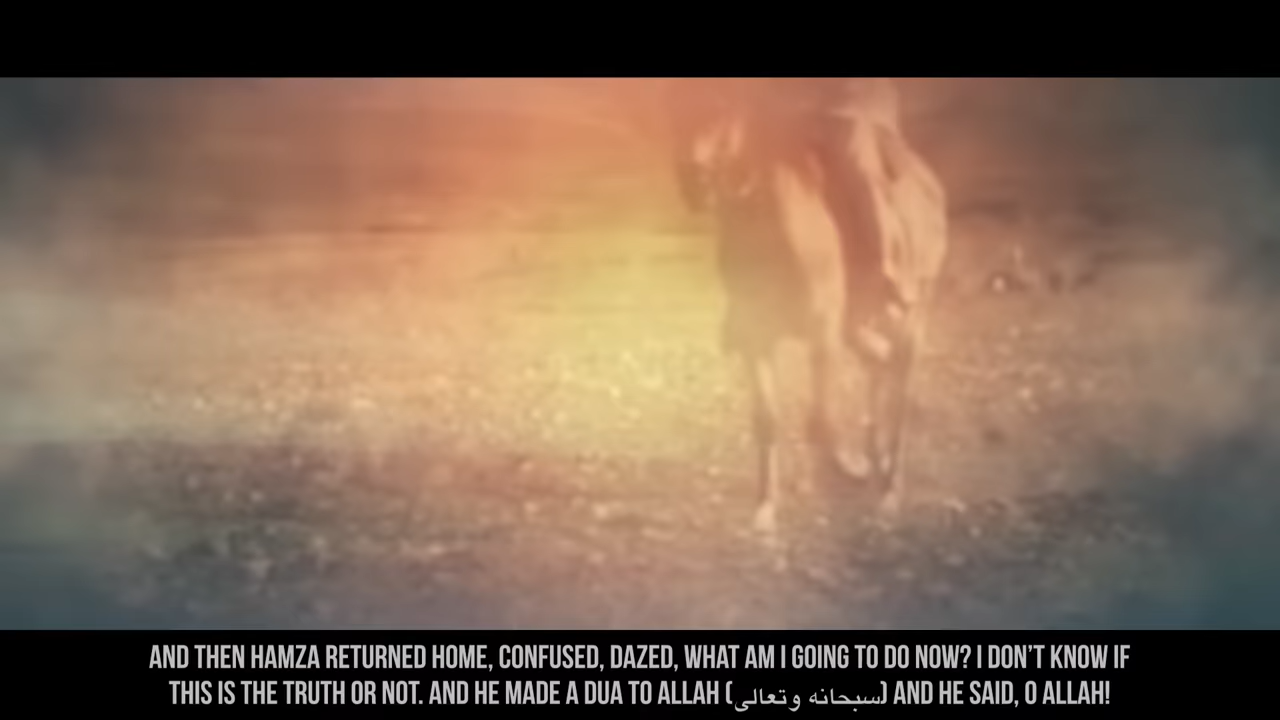 AND THEN HAMZA RETURNED HOME, CONFUSED, DAZED, WHAT AM I GOING TO DO NOW? I DON'T KNOW IF
THIS IS THE TRUTH OR NOT. AND HE MADE A DUA TO ALLAH (سبحانه وتعالى) AND HE SAID, O ALLAH!